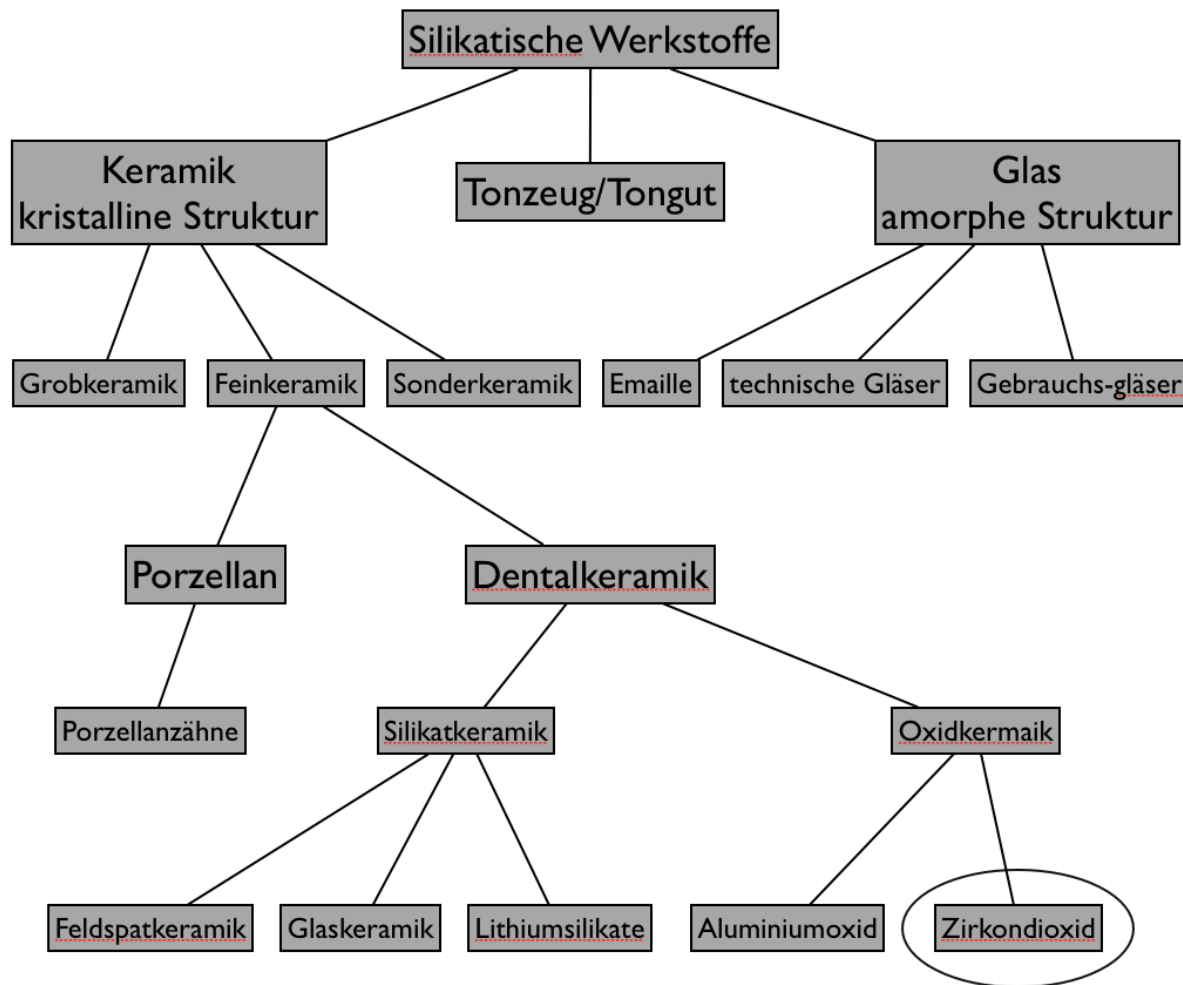 Silikatische Werkstoffe
Keramik
kristalline Struktur
Tonzeug/Tongut
Glas
amorphe Struktur
Grobkeramik
Feinkeramik
Sonderkeramik
Emaille
technische Gläser
Gebrauchs-gläser
Porzellan
Dentalkeramik
Porzellanzähne
Silikatkeramik
Oxidkermaik
Feldspatkeramik
Glaskeramik
Lithiumsilikate
Aluminiumoxid
Zirkondioxid